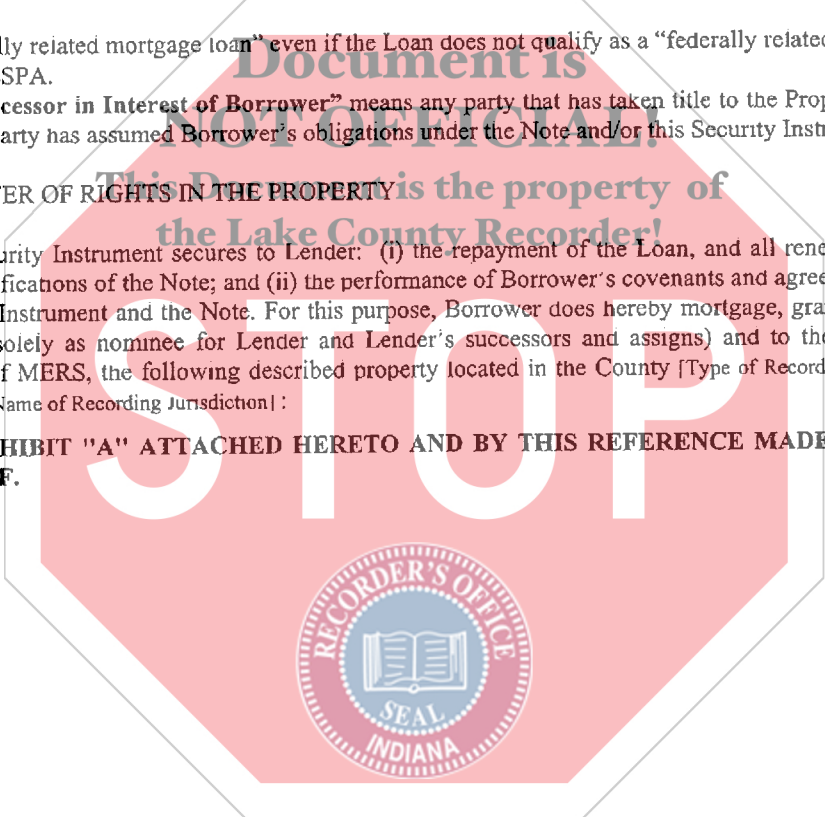 lly related mortgage loan” even if the Loan does not qualify as a “federally relate
Document is
SPA.
cessor in Interest of Borrower” means any party that has taken title to the Prop
NOT OFFICIAL!
arty has assumed Borrower’s obligations under the Note and/or this Security Instr
This Document is the property of
ER OF RIGHTS IN THE PROPERTY
the Lake County Recorder!
urity Instrument secures to Lender: (i) the repayment of the Loan, and all rene
fications of the Note; and (ii) the performance of Borrower’s covenants and agree
Instrument and the Note. For this purpose, Borrower does hereby mortgage, gra
solely as nominee for Lender and Lender’s successors and assigns) and to the
f MERS, the following described property located in the County [Type of Record
Name of Recording Jurisdiction]:
STOP
HIBIT "A" ATTACHED HERETO AND BY THIS REFERENCE MADE
F.
RECORDER'S OFFICE
SEAL
INDIANA